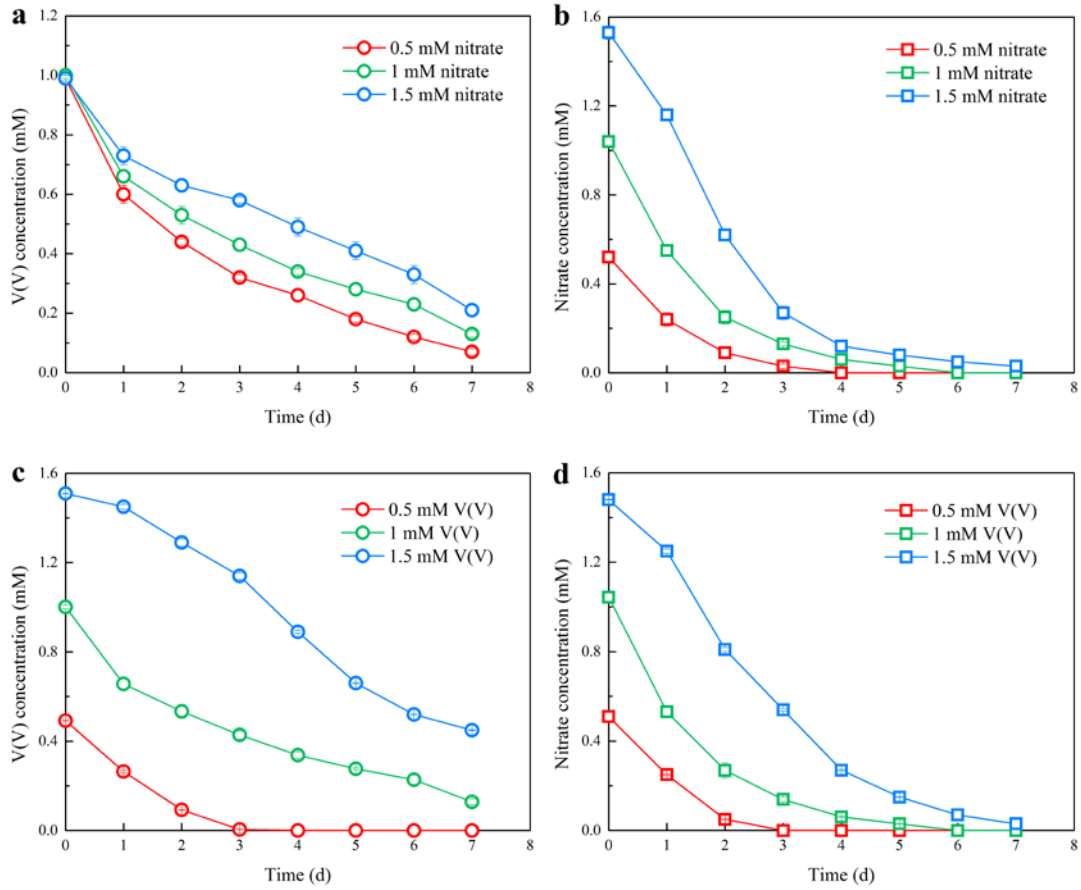 a
1.2
1.0
0.8
0.6
0.4
0.2
0.0
V(V) concentration (mM)
0.5 mM nitrate
1 mM nitrate
1.5 mM nitrate
0 1 2 3 4 5 6 7 8
Time (d)
b
1.6
1.2
0.8
0.4
0.0
Nitrate concentration (mM)
0.5 mM nitrate
1 mM nitrate
1.5 mM nitrate
0 1 2 3 4 5 6 7 8
Time (d)
c
1.6
1.2
0.8
0.4
0.0
V(V) concentration (mM)
0.5 mM V(V)
1 mM V(V)
1.5 mM V(V)
0 1 2 3 4 5 6 7 8
Time (d)
d
1.6
1.2
0.8
0.4
0.0
Nitrate concentration (mM)
0.5 mM V(V)
1 mM V(V)
1.5 mM V(V)
0 1 2 3 4 5 6 7 8
Time (d)